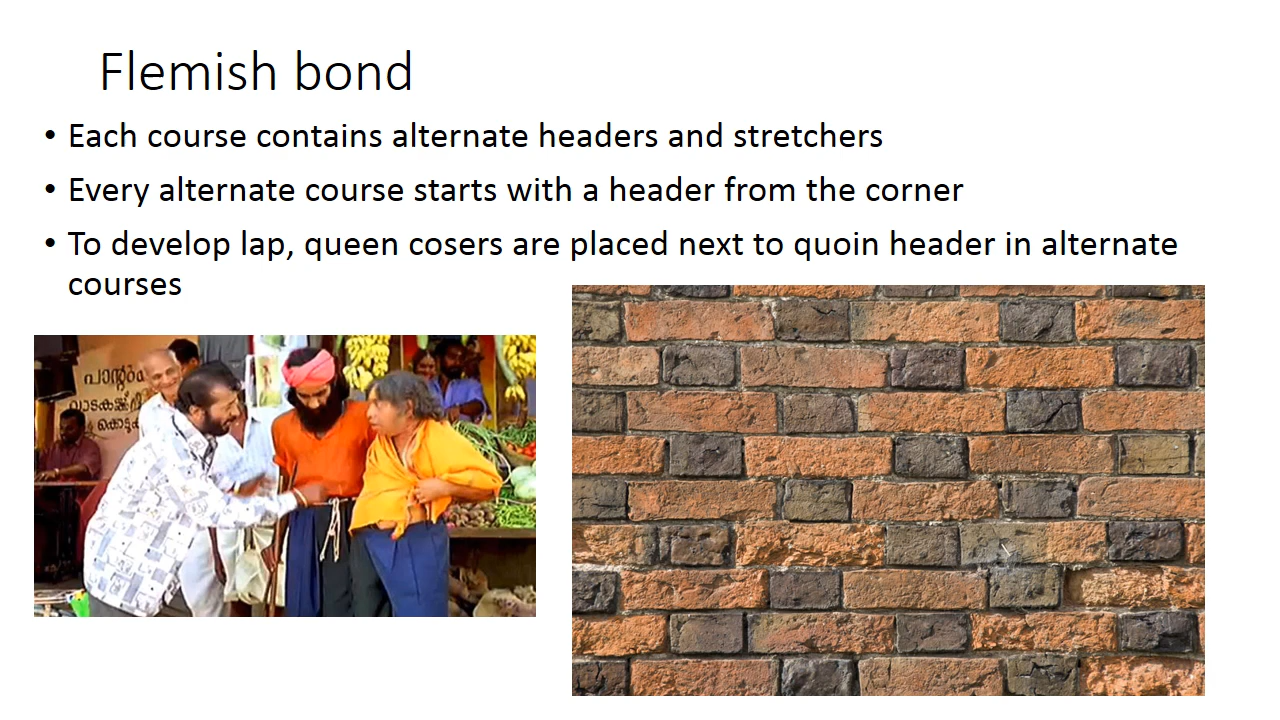 Flemish bond
• Each course contains alternate headers and stretchers
• Every alternate course starts with a header from the corner
• To develop lap, queen cosers are placed next to quoin header in alternate
courses